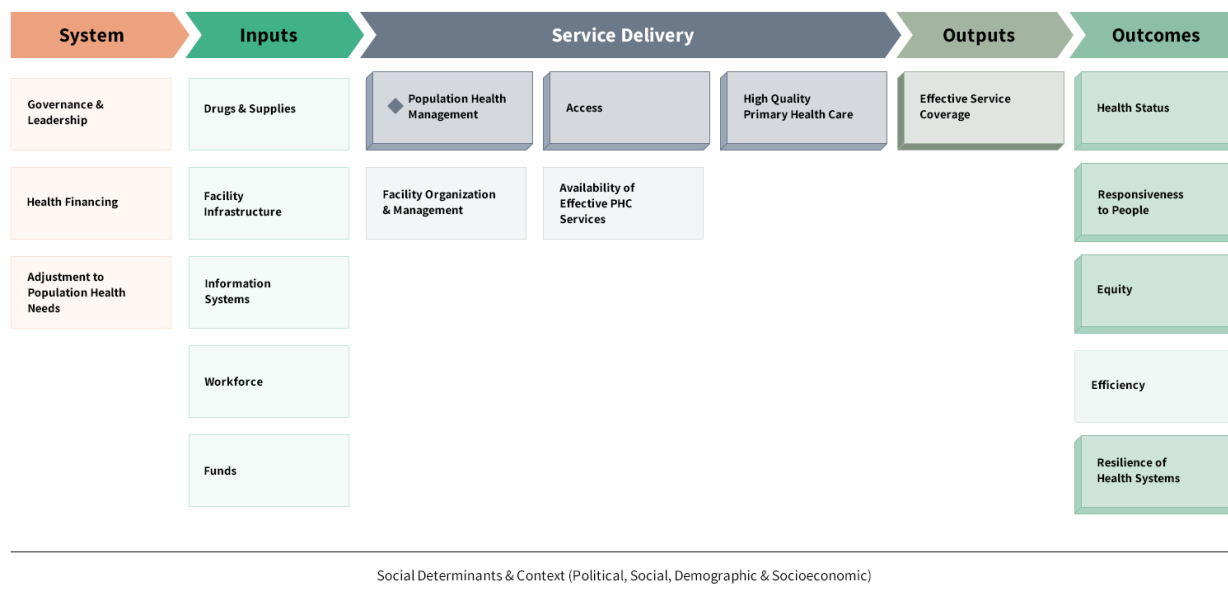 System
Inputs
Service Delivery
Outputs
Outcomes
Governance &
Leadership
Drugs & Supplies
Population Health
Management
Access
High Quality
Primary Health Care
Effective Service
Coverage
Health Status
Health Financing
Facility
Infrastructure
Facility Organization
& Management
Availability of
Effective PHC
Services
Responsiveness
to People
Adjustment to
Population Health
Needs
Information
Systems
Equity
Workforce
Efficiency
Funds
Resilience of
Health Systems
Social Determinants & Context (Political, Social, Demographic & Socioeconomic)